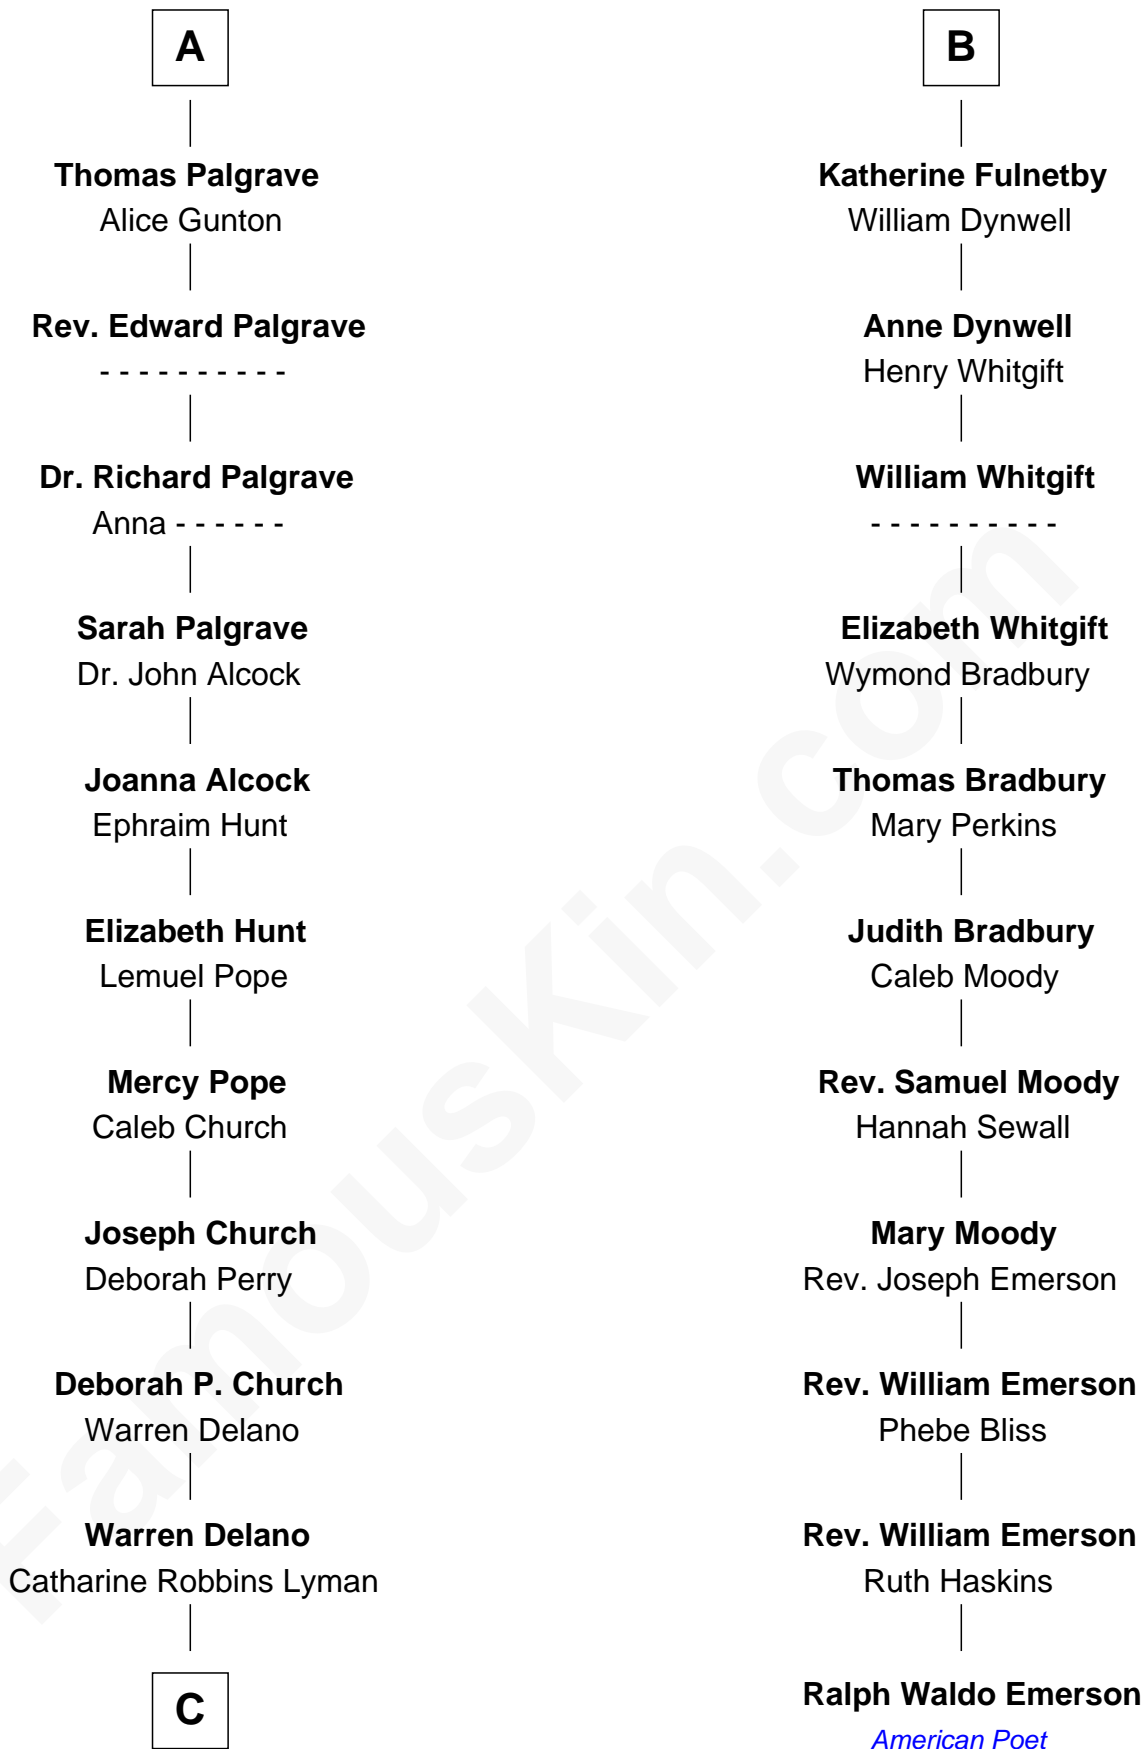 A
Thomas Palgrave
Alice Gunton
Rev. Edward Palgrave
- - - - - - - - - -
Dr. Richard Palgrave
Anna - - - - - -
Sarah Palgrave
Dr. John Alcock
Joanna Alcock
Ephraim Hunt
Elizabeth Hunt
Lemuel Pope
Mercy Pope
Caleb Church
Joseph Church
Deborah Perry
Deborah P. Church
Warren Delano
Warren Delano
Catharine Robbins Lyman
C
B
Katherine Fulnetby
William Dynwell
Anne Dynwell
Henry Whitgift
William Whitgift
- - - - - - - - - -
Elizabeth Whitgift
Wymond Bradbury
Thomas Bradbury
Mary Perkins
Judith Bradbury
Caleb Moody
Rev. Samuel Moody
Hannah Sewall
Mary Moody
Rev. Joseph Emerson
Rev. William Emerson
Phebe Bliss
Rev. William Emerson
Ruth Haskins
Ralph Waldo Emerson
American Poet
FamousKin.com